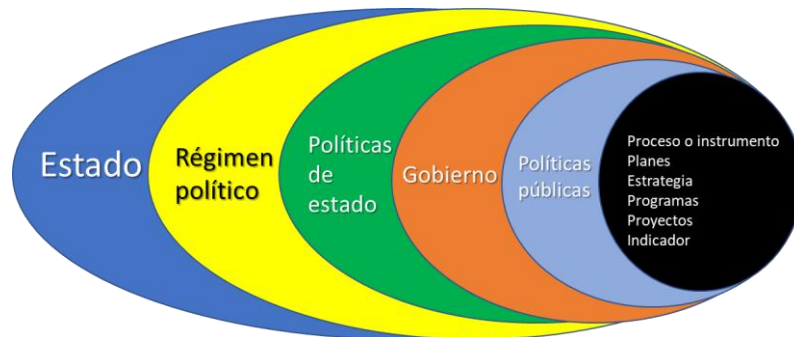 Estado
Régimen
político
Políticas
de
estado
Gobierno
Políticas
públicas
Proceso o instrumento
Planes
Estrategia
Programas
Proyectos
Indicador